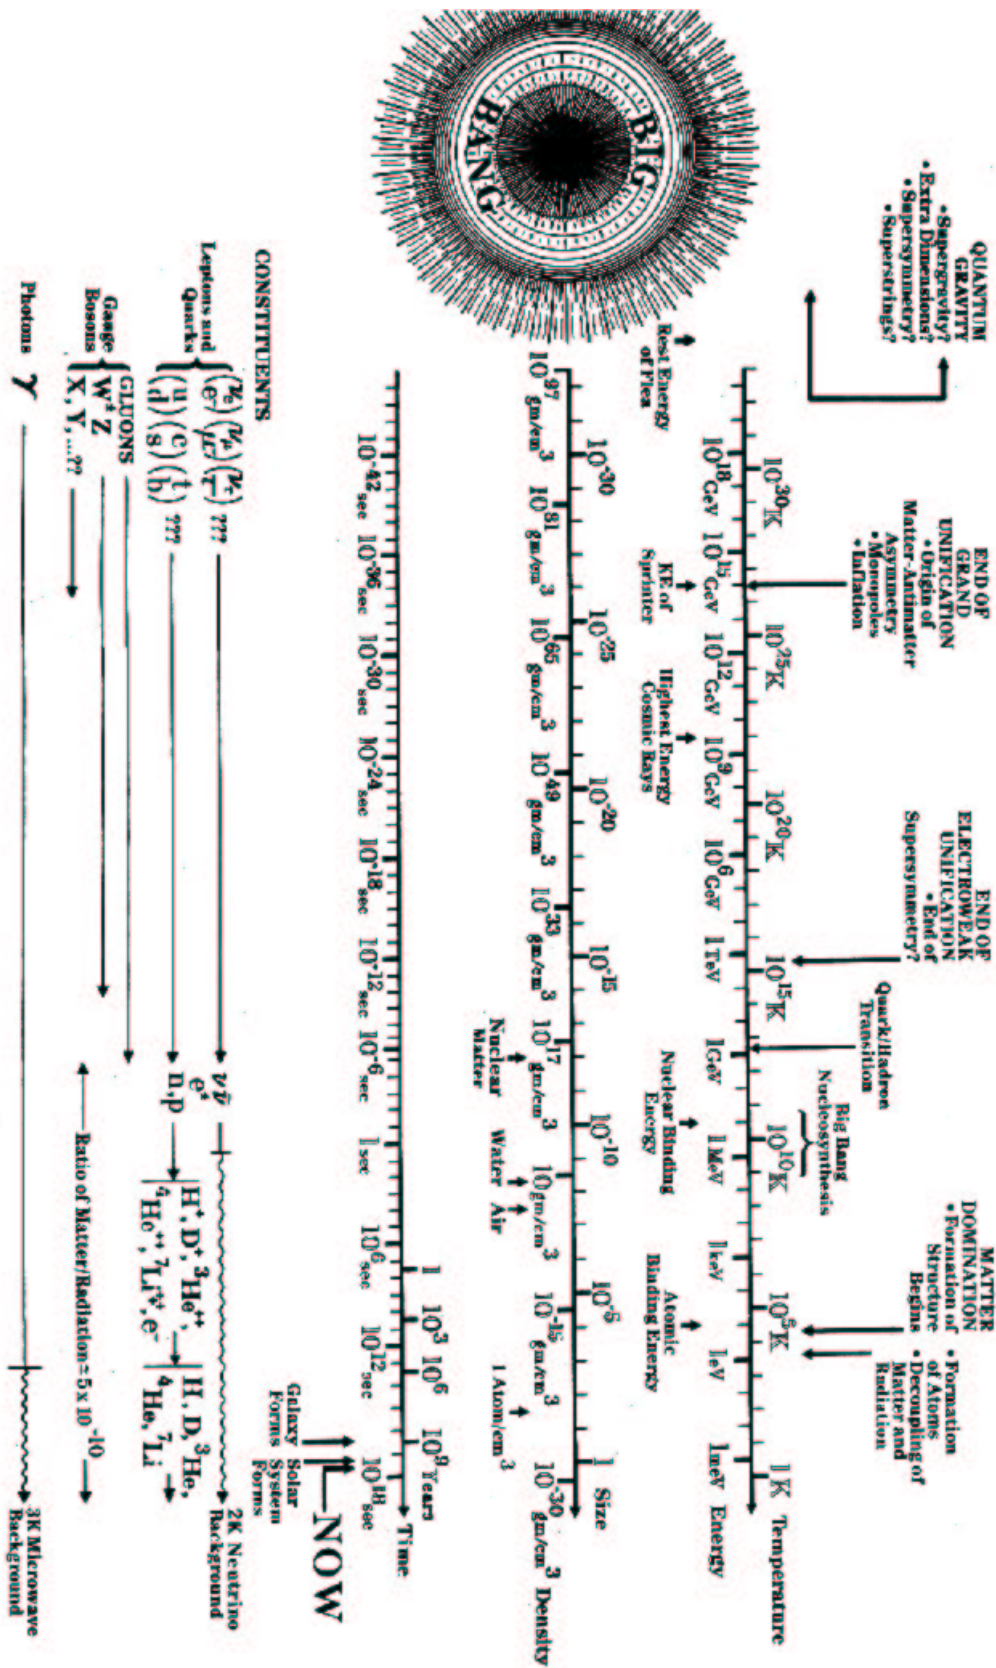 BIG
BANG
QUANTUM
GRAVITY
• Supergravity?
• Extra Dimensions?
• Supersymmetry?
• Superstrings?
END OF
GRAND
UNIFICATION
• Origin of
Matter-Antimatter
Asymmetry
• Monopoles
• Inflation
END OF
ELECTROWEAK
UNIFICATION
• End of
Supersymmetry?
Quark/Hadron
Transition
Big Bang
Nucleosynthesis
MATTER
DOMINATION
• Formation of
Structure
Begins
• Formation
of Atoms
• Decoupling of
Matter and
Radiation
10^30K 10^25K 10^20K 10^15K 10^10K 10^5K 1K Temperature
10^18 GeV 10^15 GeV 10^12 GeV 10^9 GeV 10^6 GeV 1 TeV 1 GeV 1 MeV 1 keV 1 eV 1 meV Energy
Rest Energy
of Flea
KE of
Sprinter
Highest Energy
Cosmic Rays
Nuclear Binding
Energy
Atomic
Binding Energy
10^-30 10^-25 10^-20 10^-15 10^-10 10^-5 1 Size
10^97 gm/cm^3 10^81 gm/cm^3 10^65 gm/cm^3 10^49 gm/cm^3 10^33 gm/cm^3 10^17 gm/cm^3 10 gm/cm^3 10^-15 gm/cm^3 10^-30 gm/cm^3 Density
Nuclear
Matter
Water
Air
1 Atom/cm^3
1 10^3 10^6 10^9 Years
Time
10^-42 sec 10^-36 sec 10^-30 sec 10^-24 sec 10^-18 sec 10^-12 sec 10^-6 sec 1 sec 10^6 sec 10^12 sec 10^18 sec
Galaxy
Forms
Solar
System
Forms
NOW
CONSTITUENTS
Leptons and
Quarks
(νe e-) (νμ μ-) (ντ τ-) ???
(u d) (c s) (t b) ???
νν̄
e±
n,p
H+, D+, 3He++,
4He++, 7Li+++, e-
H, D, 3He,
4He, 7Li
2K Neutrino
Background
Gauge
Bosons
GLUONS
W± Z
X, Y,...??
Ratio of Matter/Radiation = 5 x 10^-10
Photons
γ
3K Microwave
Background